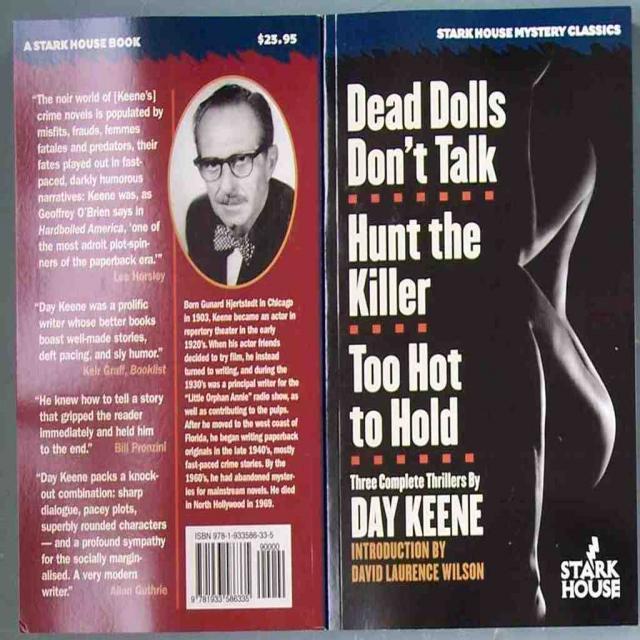 A STARK HOUSE BOOK
$23.95
"The noir world of [Keene's]
crime novels is populated by
misfits, frauds, femmes
fatales and predators, their
fates played out in fast-
paced, darkly humorous
narratives: Keene was, as
Geoffrey O'Brien says in
Hardboiled America, 'one of
the most adroit plot-spin-
ners of the paperback era.'"
Lee Horsley
"Day Keene was a prolific
writer whose better books
boast well-made stories,
deft pacing, and sly humor."
Keir Graff, Booklist
"He knew how to tell a story
that gripped the reader
immediately and held him
to the end."
Bill Pronzini
"Day Keene packs a knock-
out combination: sharp
dialogue, pacey plots,
superbly rounded characters
— and a profound sympathy
for the socially margin-
alised. A very modern
writer."
Allan Guthrie
Born Gunard Hjertstedt in Chicago
in 1903, Keene became an actor in
repertory theater in the early
1920's. When his actor friends
decided to try film, he instead
turned to writing, and during the
1930's was a principal writer for the
"Little Orphan Annie" radio show, as
well as contributing to the pulps.
After he moved to the west coast of
Florida, he began writing paperback
originals in the late 1940's, mostly
fast-paced crime stories. By the
1960's, he had abandoned myster-
ies for mainstream novels. He died
in North Hollywood in 1969.
ISBN 978-1-933586-33-5
90000
9 781933 586335
STARK HOUSE MYSTERY CLASSICS
Dead Dolls
Don't Talk
Hunt the
Killer
Too Hot
to Hold
Three Complete Thrillers By
DAY KEENE
INTRODUCTION BY
DAVID LAURENCE WILSON
STARK
HOUSE